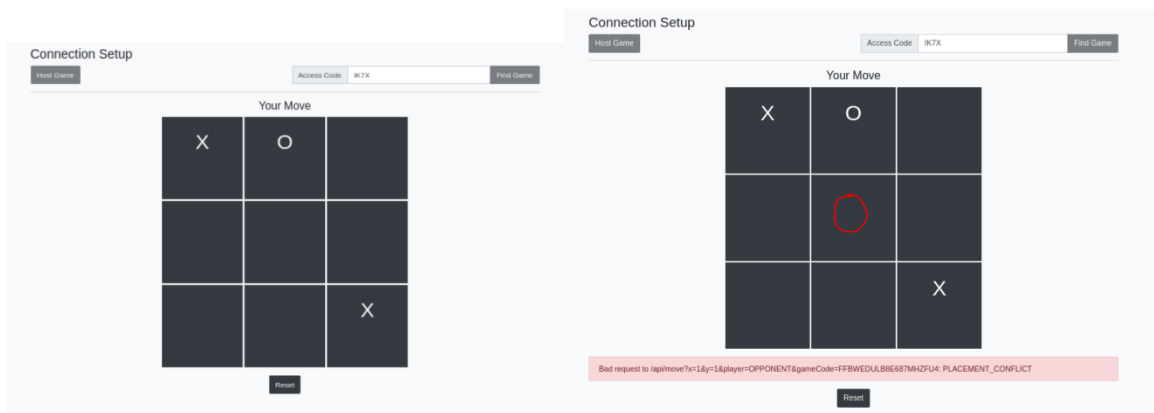 Connection Setup
Host Game
Access Code IK7X
Find Game
Your Move
X O
X
Reset
Connection Setup
Host Game
Access Code IK7X
Find Game
Your Move
X O
X
Bad request to /api/move?x=1&y=1&player=OPPONENT&gameCode=FFBWEDULB8E687MHZFU4: PLACEMENT_CONFLICT
Reset